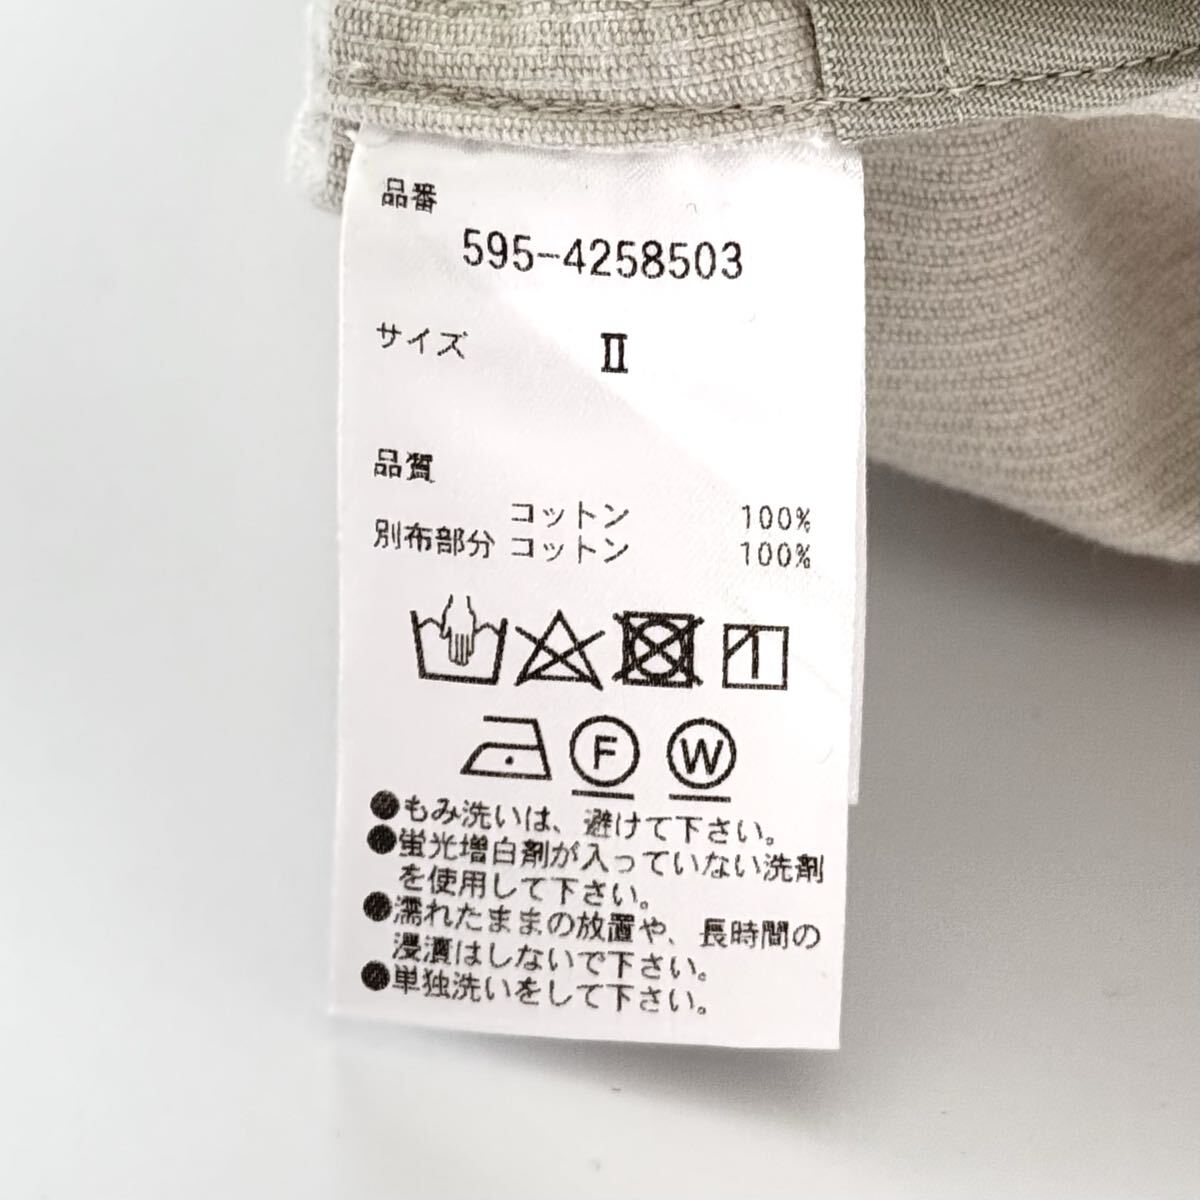 品番
595-4258503
サイズ Ⅱ
品質
コットン 100%
別布部分 コットン 100%
F W
●もみ洗いは、避けて下さい。
●蛍光増白剤が入っていない洗剤
を使用して下さい。
●濡れたままの放置や、長時間の
浸漬はしないで下さい。
●単独洗いをして下さい。